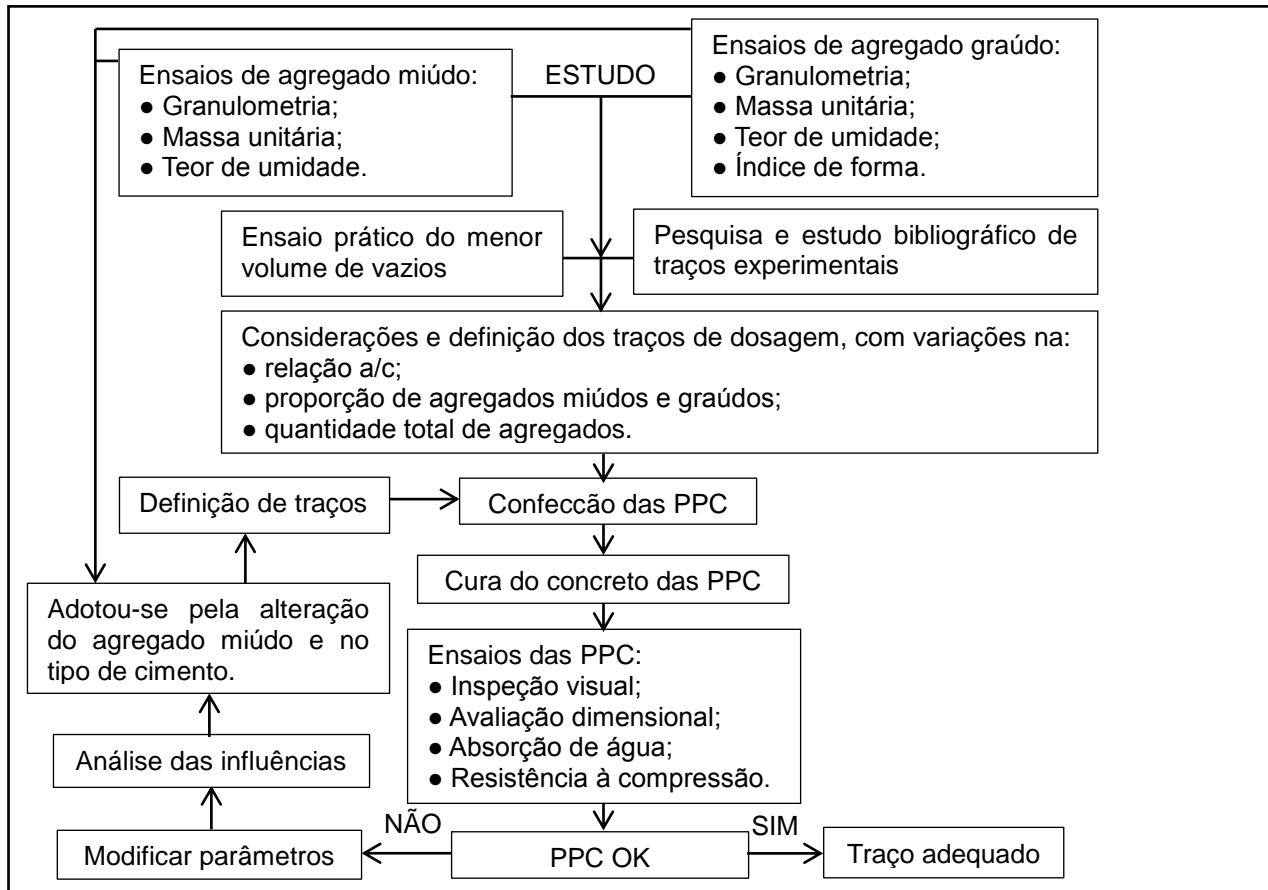 Ensaios de agregado miúdo:
● Granulometria;
● Massa unitária;
● Teor de umidade.
ESTUDO
Ensaios de agregado graúdo:
● Granulometria;
● Massa unitária;
● Teor de umidade;
● Índice de forma.
Ensaio prático do menor
volume de vazios
Pesquisa e estudo bibliográfico de
traços experimentais
Considerações e definição dos traços de dosagem, com variações na:
● relação a/c;
● proporção de agregados miúdos e graúdos;
● quantidade total de agregados.
Definição de traços
Confecção das PPC
Cura do concreto das PPC
Adotou-se pela alteração
do agregado miúdo e no
tipo de cimento.
Ensaios das PPC:
● Inspeção visual;
● Avaliação dimensional;
● Absorção de água;
● Resistência à compressão.
Análise das influências
NÃO
SIM
Modificar parâmetros
PPC OK
Traço adequado